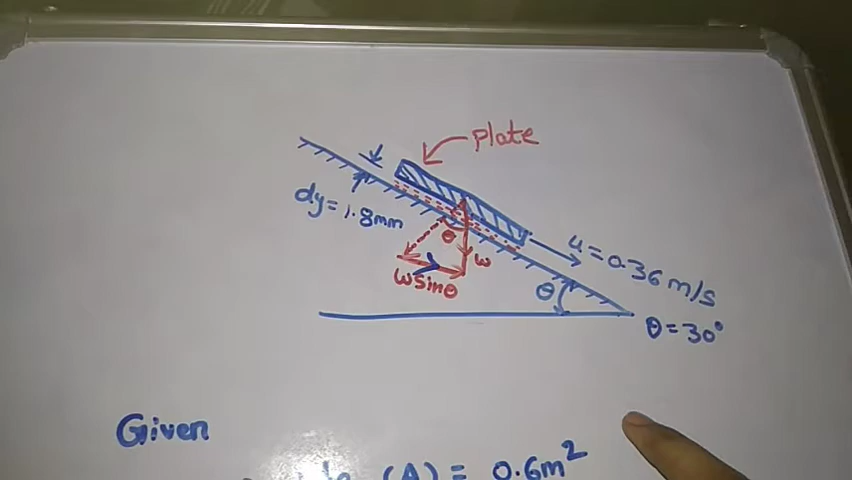 plate
dy=1.8mm
u=0.36 m/s
θ
w
wsinθ
θ
θ=30°
Given
(A) = 0.6m²